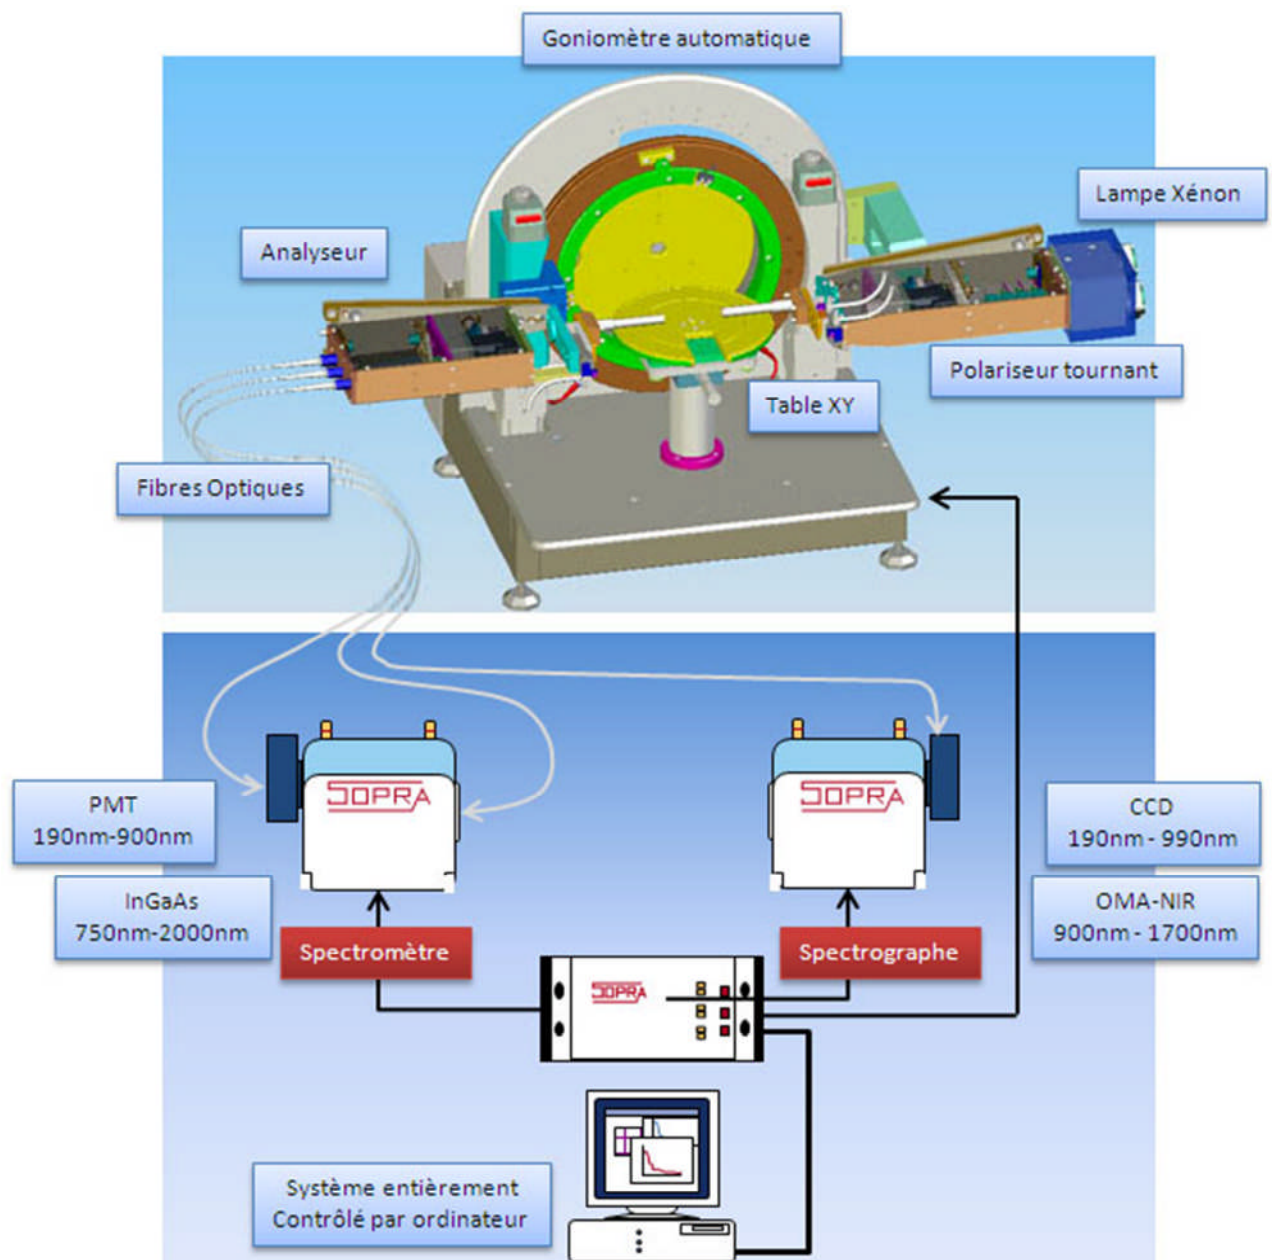 Goniomètre automatique
Lampe Xénon
Analyseur
Polariseur tournant
Table XY
Fibres Optiques
SOPRA
SOPRA
PMT
190nm-900nm
CCD
190nm - 990nm
InGaAs
750nm-2000nm
OMA-NIR
900nm - 1700nm
Spectromètre
Spectrographe
SOPRA
Système entièrement
Contrôlé par ordinateur